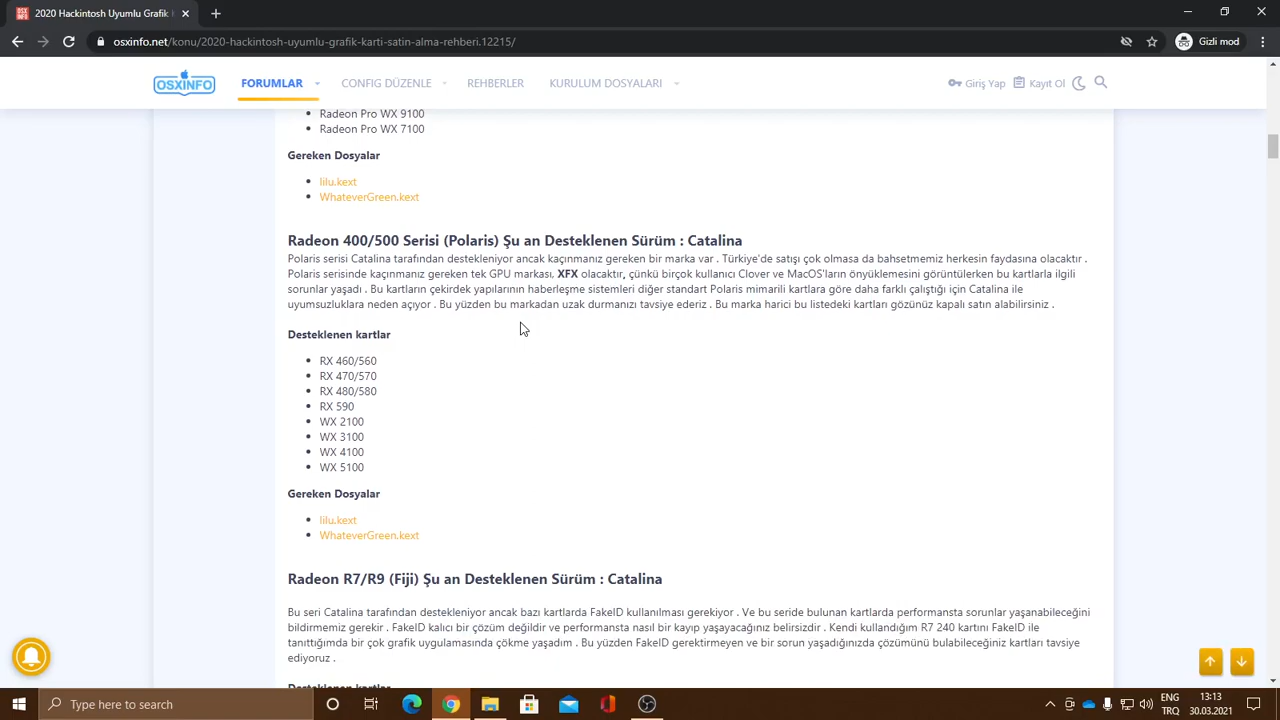 2020 Hackintosh Uyumlu Grafik
osxinfo.net/konu/2020-hackintosh-uyumlu-grafik-karti-satin-alma-rehberi.12215/
Gizli mod
OSXINFO
FORUMLAR
CONFIG DÜZENLE
REHBERLER
KURULUM DOSYALARI
Giriş Yap
Kayıt Ol
Radeon Pro WX 9100
Radeon Pro WX 7100
Gereken Dosyalar
lilu.kext
WhateverGreen.kext
Radeon 400/500 Serisi (Polaris) Şu an Desteklenen Sürüm : Catalina
Polaris serisi Catalina tarafından destekleniyor ancak kaçınmanız gereken bir marka var . Türkiye'de satışı çok olmasa da bahsetmemiz herkesin faydasına olacaktır .
Polaris serisinde kaçınmanız gereken tek GPU markası, XFX olacaktır, çünkü birçok kullanıcı Clover ve MacOS'ların önyüklemesini görüntülerken bu kartlarla ilgili
sorunlar yaşadı . Bu kartların çekirdek yapılarının haberleşme sistemleri diğer standart Polaris mimarili kartlara göre daha farklı çalıştığı için Catalina ile
uyumsuzluklara neden açıyor . Bu yüzden bu markadan uzak durmanızı tavsiye ederiz . Bu marka harici bu listedeki kartları gözünüz kapalı satın alabilirsiniz .
Desteklenen kartlar
RX 460/560
RX 470/570
RX 480/580
RX 590
WX 2100
WX 3100
WX 4100
WX 5100
Gereken Dosyalar
lilu.kext
WhateverGreen.kext
Radeon R7/R9 (Fiji) Şu an Desteklenen Sürüm : Catalina
Bu seri Catalina tarafından destekleniyor ancak bazı kartlarda FakeID kullanılması gerekiyor . Ve bu seride bulunan kartlarda performansta sorunlar yaşanabileceğini
bildirmemiz gerekir . FakeID kalıcı bir çözüm değildir ve performansta nasıl bir kayıp yaşayacağınız belirsizdir . Kendi kullandığım R7 240 kartını FakeID ile
tanıttığımda bir çok grafik uygulamasında çökme yaşadım . Bu yüzden FakeID gerektirmeyen ve bir sorun yaşadığınızda çözümünü bulabileceğiniz kartları tavsiye
ediyoruz .
Desteklenen kartlar
Type here to search
ENG
TRQ
13:13
30.03.2021